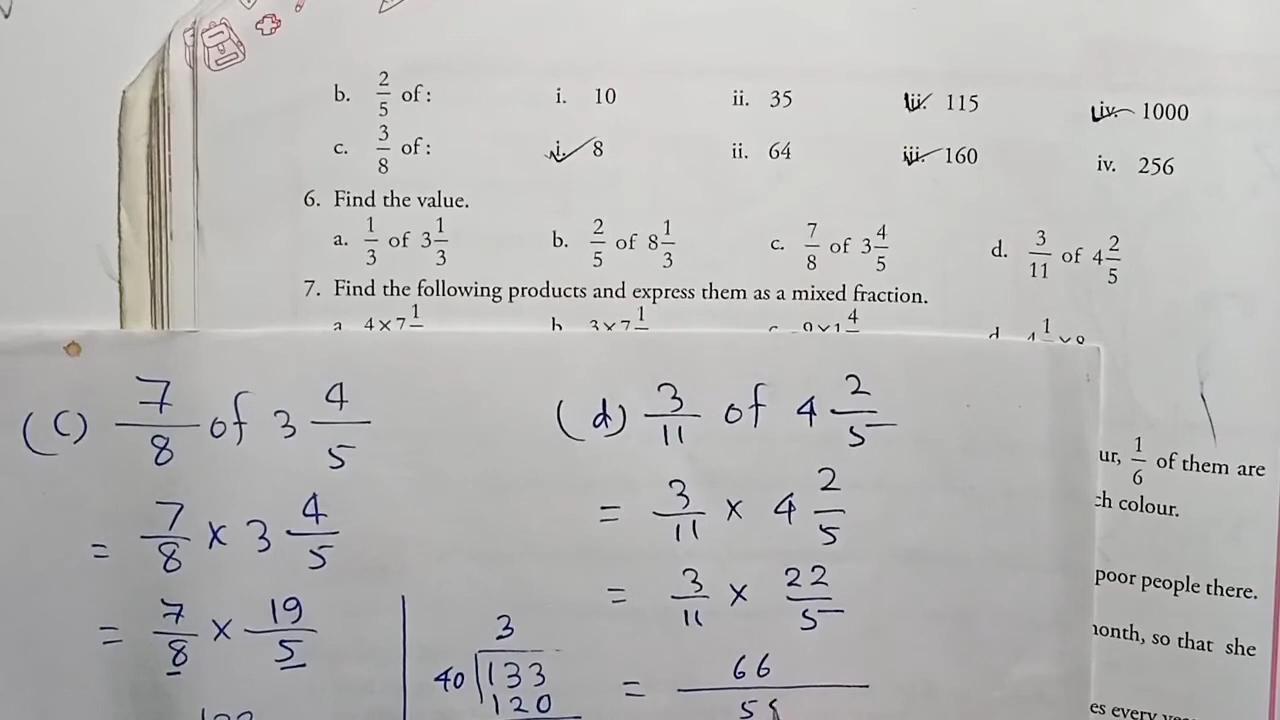 b. 2/5 of: i. 10 ii. 35 iii. 115 iv. 1000
c. 3/8 of: i. 8 ii. 64 iii. 160 iv. 256
6. Find the value.
a. 1/3 of 3 1/3 b. 2/5 of 8 1/3 c. 7/8 of 3 4/5 d. 3/11 of 4 2/5
7. Find the following products and express them as a mixed fraction.
(c) 7/8 of 3 4/5
= 7/8 × 3 4/5
= 7/8 × 19/5
3
40 133
120
(d) 3/11 of 4 2/5
= 3/11 × 4 2/5
= 3/11 × 22/5
= 66
ur, 1/6 of them are
ch colour.
poor people there.
month, so that she
es every